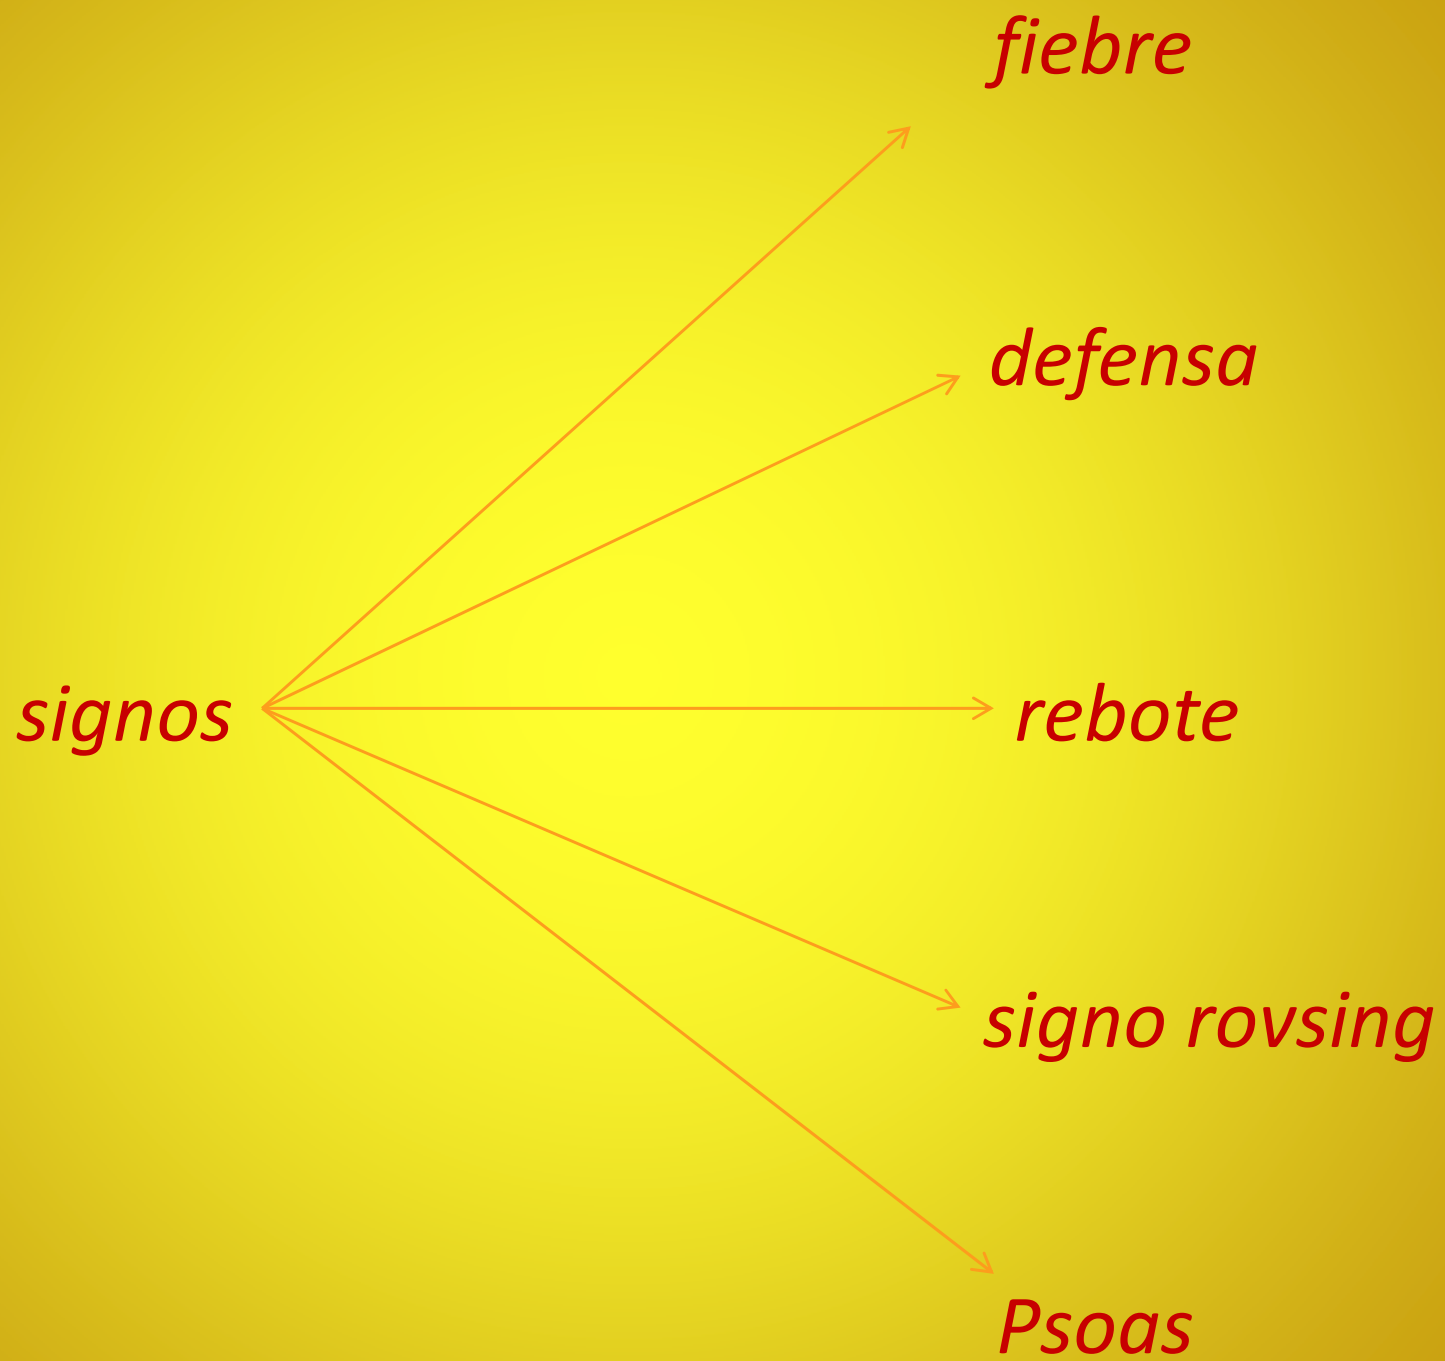 fiebre
defensa
signos
rebote
signo rovsing
Psoas